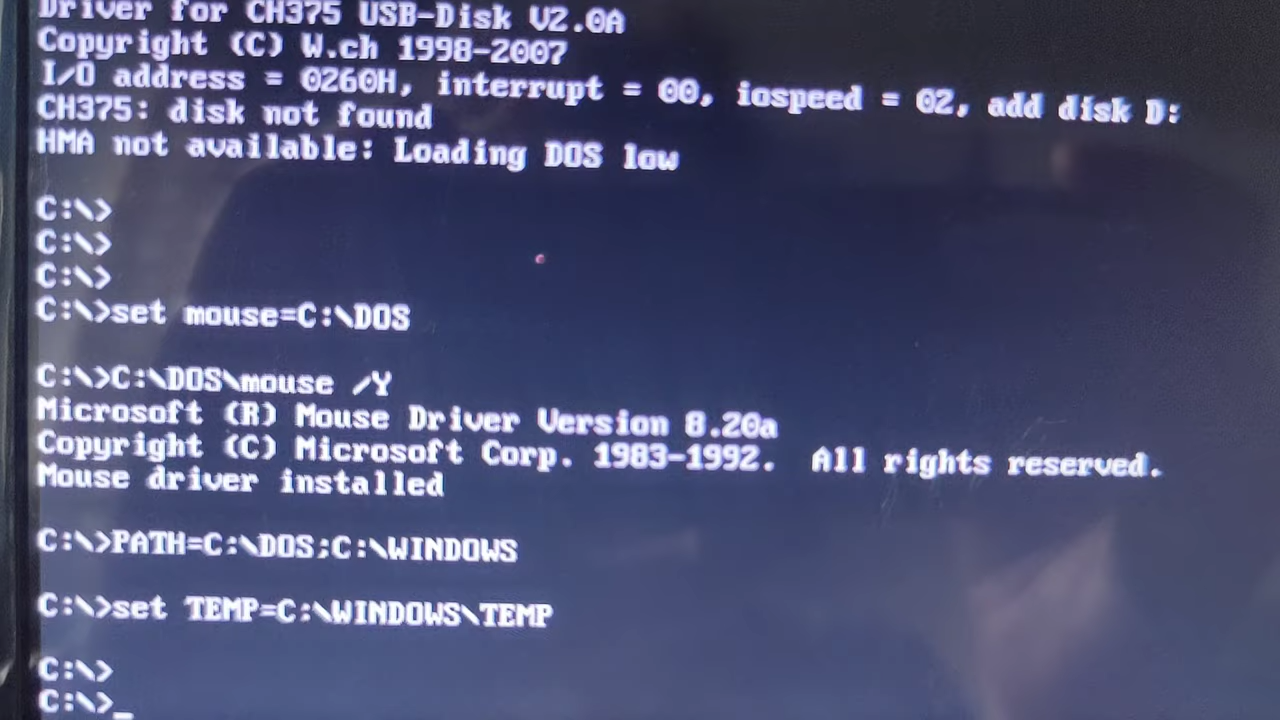 Driver for CH375 USB-Disk V2.0A
Copyright (C) W.ch 1998-2007
I/O address = 0260H, interrupt = 00, iospeed = 02, add disk D:
CH375: disk not found
HMA not available: Loading DOS low
C:\>
C:\>
C:\>
C:\>set mouse=C:\DOS
C:\>C:\DOS\mouse /Y
Microsoft (R) Mouse Driver Version 8.20a
Copyright (C) Microsoft Corp. 1983-1992.  All rights reserved.
Mouse driver installed
C:\>PATH=C:\DOS;C:\WINDOWS
C:\>set TEMP=C:\WINDOWS\TEMP
C:\>
C:\>_